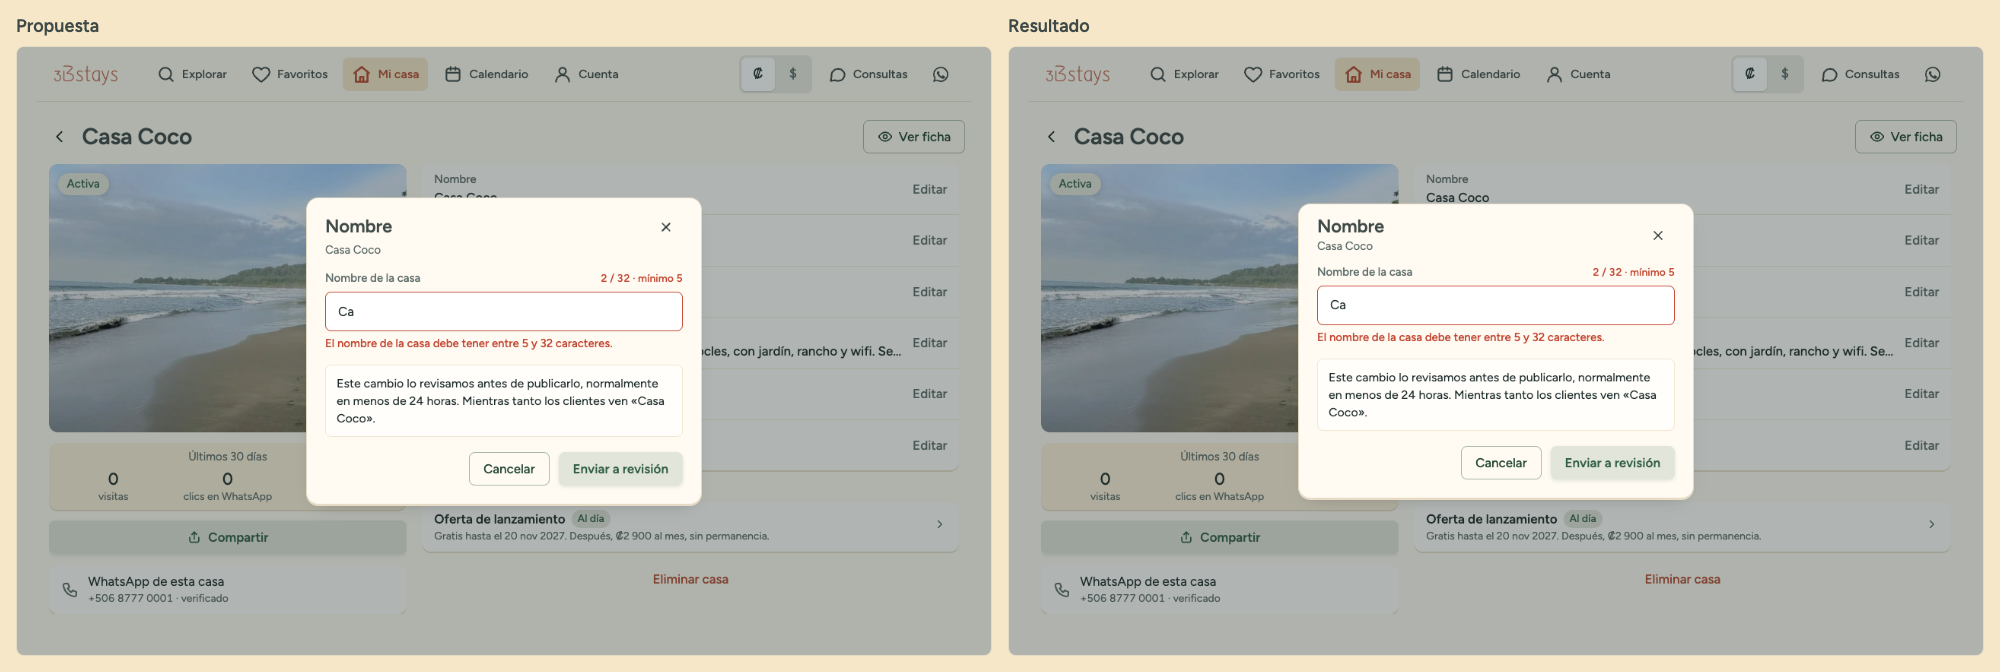 Propuesta
3Bstays
Explorar
Favoritos
Mi casa
Calendario
Cuenta
₡
$
Consultas
Casa Coco
Ver ficha
Activa
Nombre
Casa Coco
Editar
Editar
Editar
ocles, con jardín, rancho y wifi. Se...
Editar
Editar
Editar
Nombre
Casa Coco
Nombre de la casa
2 / 32 · mínimo 5
Ca
El nombre de la casa debe tener entre 5 y 32 caracteres.
Este cambio lo revisamos antes de publicarlo, normalmente
en menos de 24 horas. Mientras tanto los clientes ven «Casa
Coco».
Cancelar
Enviar a revisión
Últimos 30 días
0
visitas
0
clics en WhatsApp
Compartir
WhatsApp de esta casa
+506 8777 0001 · verificado
Oferta de lanzamiento
Al día
Gratis hasta el 20 nov 2027. Después, ₡2 900 al mes, sin permanencia.
Eliminar casa
Resultado
3Bstays
Explorar
Favoritos
Mi casa
Calendario
Cuenta
₡
$
Consultas
Casa Coco
Ver ficha
Activa
Nombre
Casa Coco
Editar
Editar
Editar
ocles, con jardín, rancho y wifi. Se...
Editar
Editar
Editar
Nombre
Casa Coco
Nombre de la casa
2 / 32 · mínimo 5
Ca
El nombre de la casa debe tener entre 5 y 32 caracteres.
Este cambio lo revisamos antes de publicarlo, normalmente
en menos de 24 horas. Mientras tanto los clientes ven «Casa
Coco».
Cancelar
Enviar a revisión
Últimos 30 días
0
visitas
0
clics en WhatsApp
Compartir
WhatsApp de esta casa
+506 8777 0001 · verificado
Oferta de lanzamiento
Al día
Gratis hasta el 20 nov 2027. Después, ₡2 900 al mes, sin permanencia.
Eliminar casa